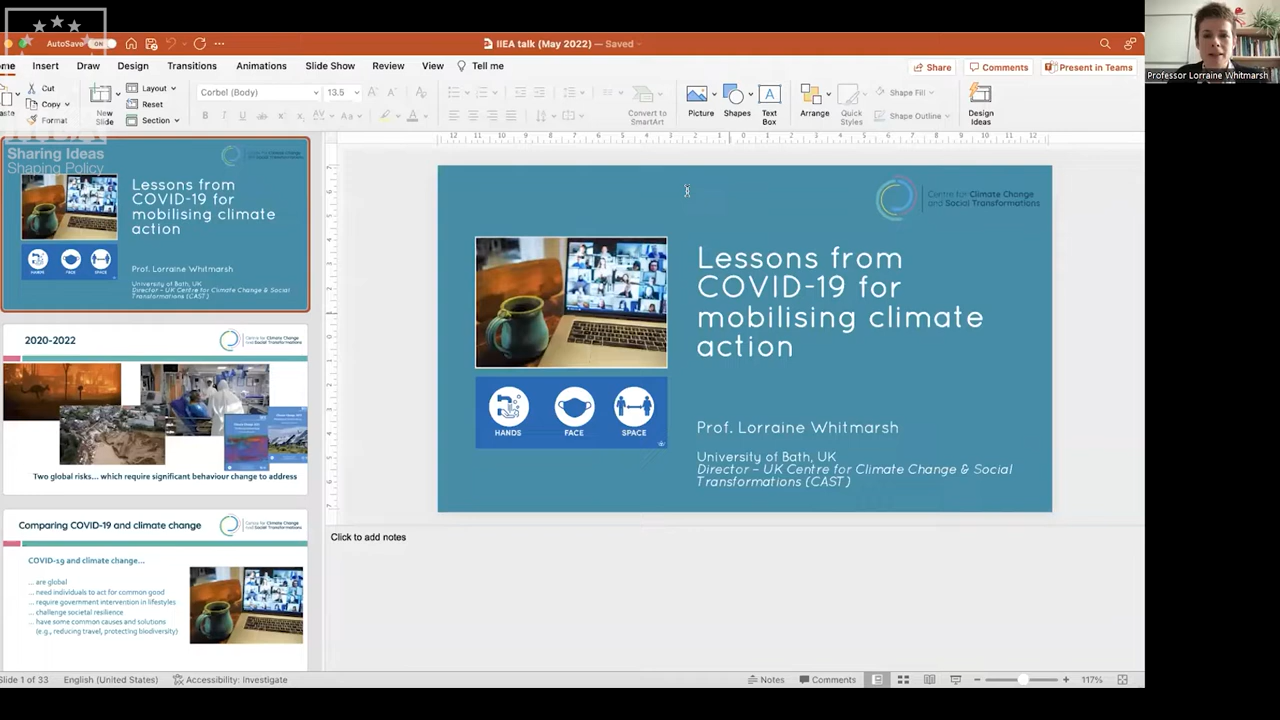 AutoSave ON
IIEA talk (May 2022) — Saved
Professor Lorraine Whitmarsh
Insert Draw Design Transitions Animations Slide Show Review View Tell me
Share Comments Present in Teams
Cut
Copy
Format
New Slide
Layout
Reset
Section
Corbel (Body) 13.5
Convert to SmartArt
Picture
Shapes
Text Box
Arrange
Quick Styles
Shape Fill
Shape Outline
Design Ideas
Sharing Ideas
Shaping Policy
Lessons from
COVID-19 for
mobilising climate
action
HANDS FACE SPACE
Prof. Lorraine Whitmarsh
University of Bath, UK
Director – UK Centre for Climate Change & Social
Transformations (CAST)
2020-2022
Two global risks... which require significant behaviour change to address
Comparing COVID-19 and climate change
COVID-19 and climate change...
... are global
... need individuals to act for common good
... require government intervention in lifestyles
... challenge societal resilience
... have some common causes and solutions
(e.g., reducing travel, protecting biodiversity)
Centre for Climate Change
and Social Transformations
Lessons from
COVID-19 for
mobilising climate
action
HANDS FACE SPACE
Prof. Lorraine Whitmarsh
University of Bath, UK
Director – UK Centre for Climate Change & Social
Transformations (CAST)
Click to add notes
Slide 1 of 33 English (United States) Accessibility: Investigate
Notes Comments 117%